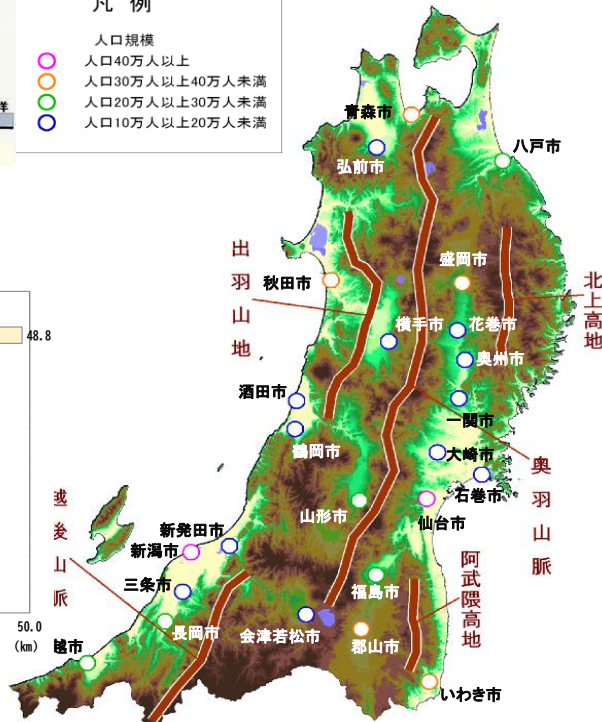 凡 例
人口規模
人口40万人以上
人口30万人以上40万人未満
人口20万人以上30万人未満
人口10万人以上20万人未満
洋
青森市
弘前市
八戸市
出羽山地
秋田市
盛岡市
北上高地
横手市
花巻市
奥州市
48.8
酒田市
一関市
鶴岡市
大崎市
奥羽山脈
石巻市
越後山脈
山形市
仙台市
新発田市
新潟市
阿武隈高地
三条市
福島市
長岡市
会津若松市
郡山市
50.0
(km)
越市
いわき市